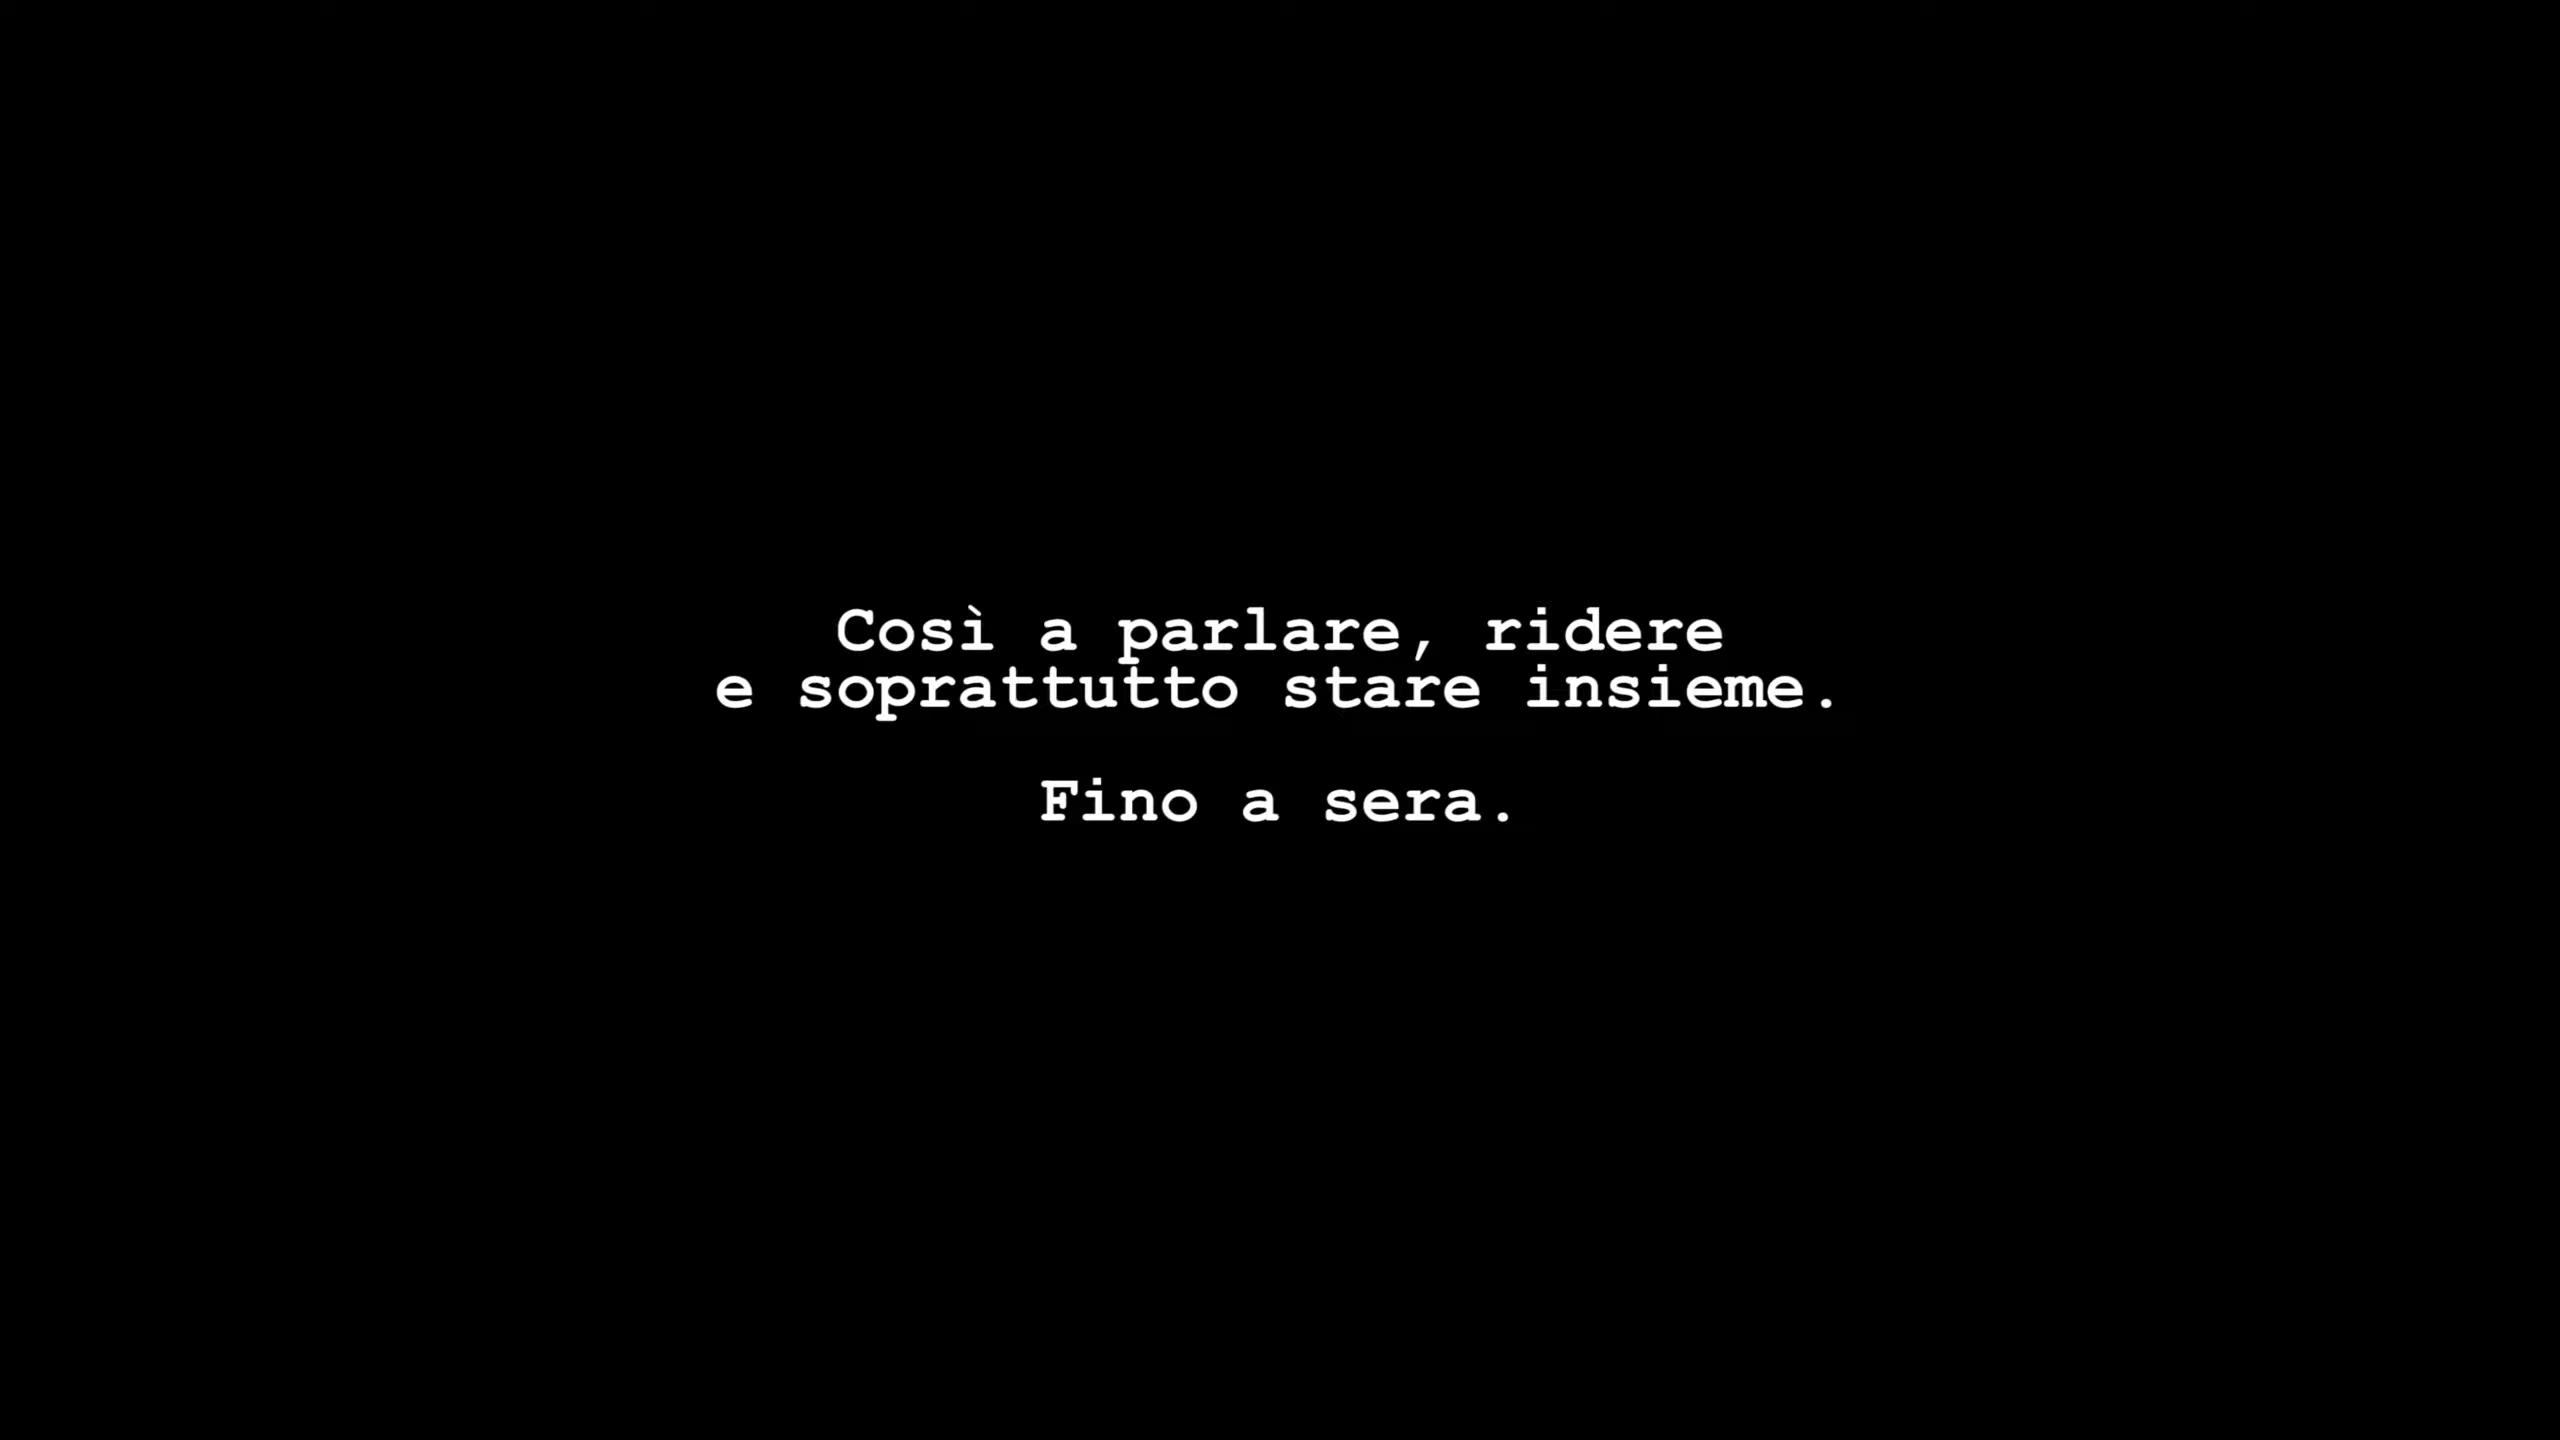 Così a parlare, ridere
e soprattutto stare insieme.
Fino a sera.